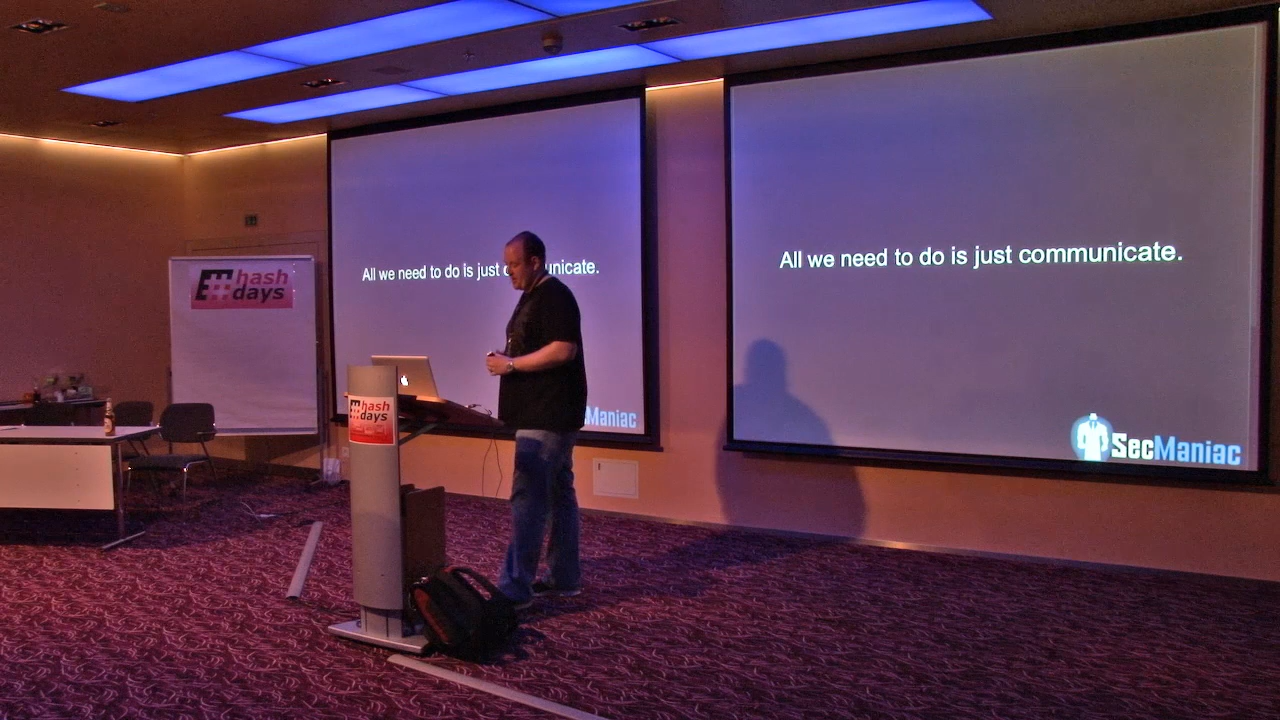 #hash
days
All we need to do is just c unicate.
Maniac
All we need to do is just communicate.
SecManiac
#hash
days